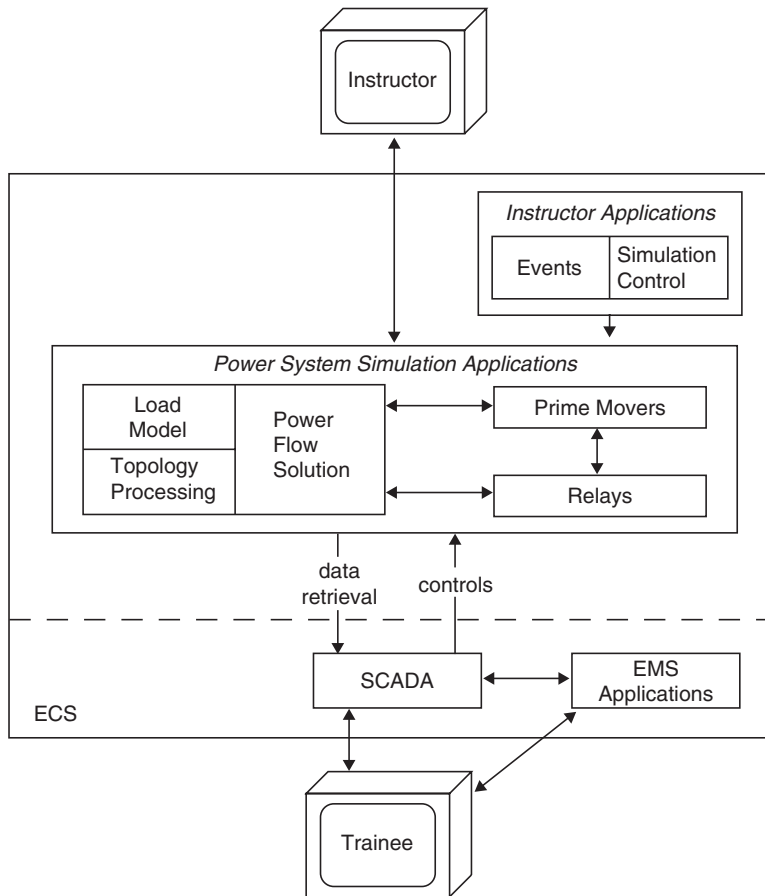 Instructor
Instructor Applications
Events
Simulation
Control
Power System Simulation Applications
Load
Model
Topology
Processing
Power
Flow
Solution
Prime Movers
Relays
data
retrieval
controls
SCADA
EMS
Applications
ECS
Trainee